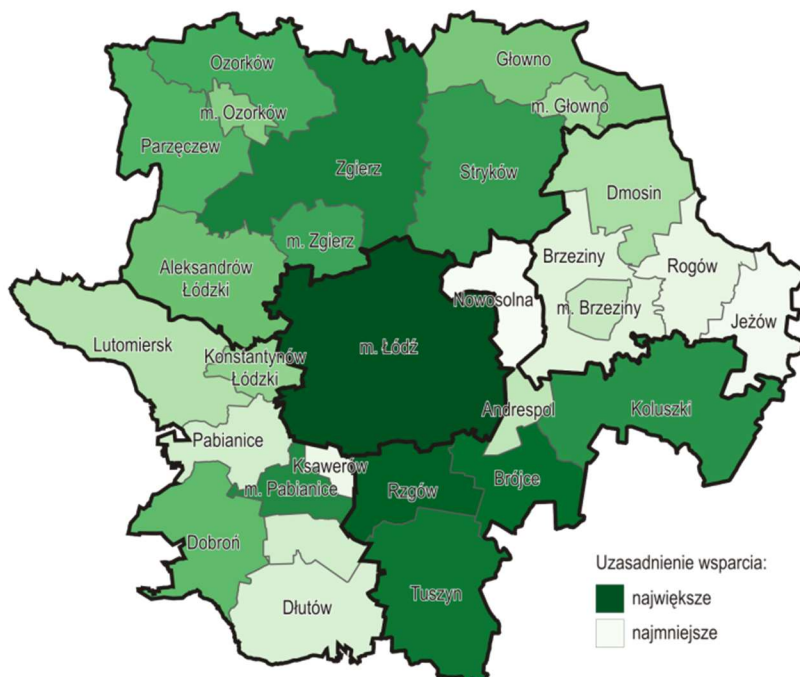 Ozorków
Głowno
m. Ozorków
m. Głowno
Parzęczew
Zgierz
Stryków
Dmosin
m. Zgierz
Aleksandrów
Łódzki
Brzeziny
Rogów
Nowosolna
m. Brzeziny
Jeżów
Lutomiersk
m. Łódź
Konstantynów
Łódzki
Andrespol
Koluszki
Pabianice
Ksawerów
m. Pabianice
Rzgów
Brójce
Dobroń
Dłutów
Tuszyn
Uzasadnienie wsparcia:
największe
najmniejsze